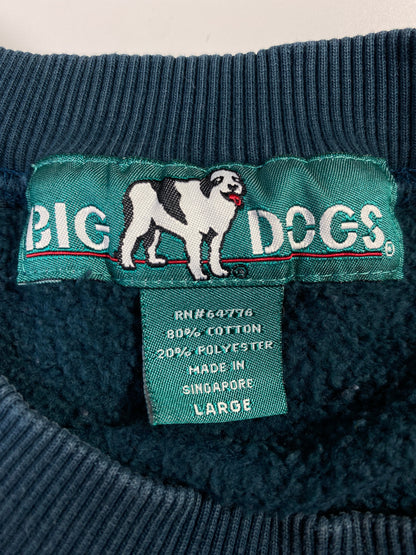 BIG DOGS®
®
RN#64776
80% COTTON
20% POLYESTER
MADE IN
SINGAPORE
LARGE